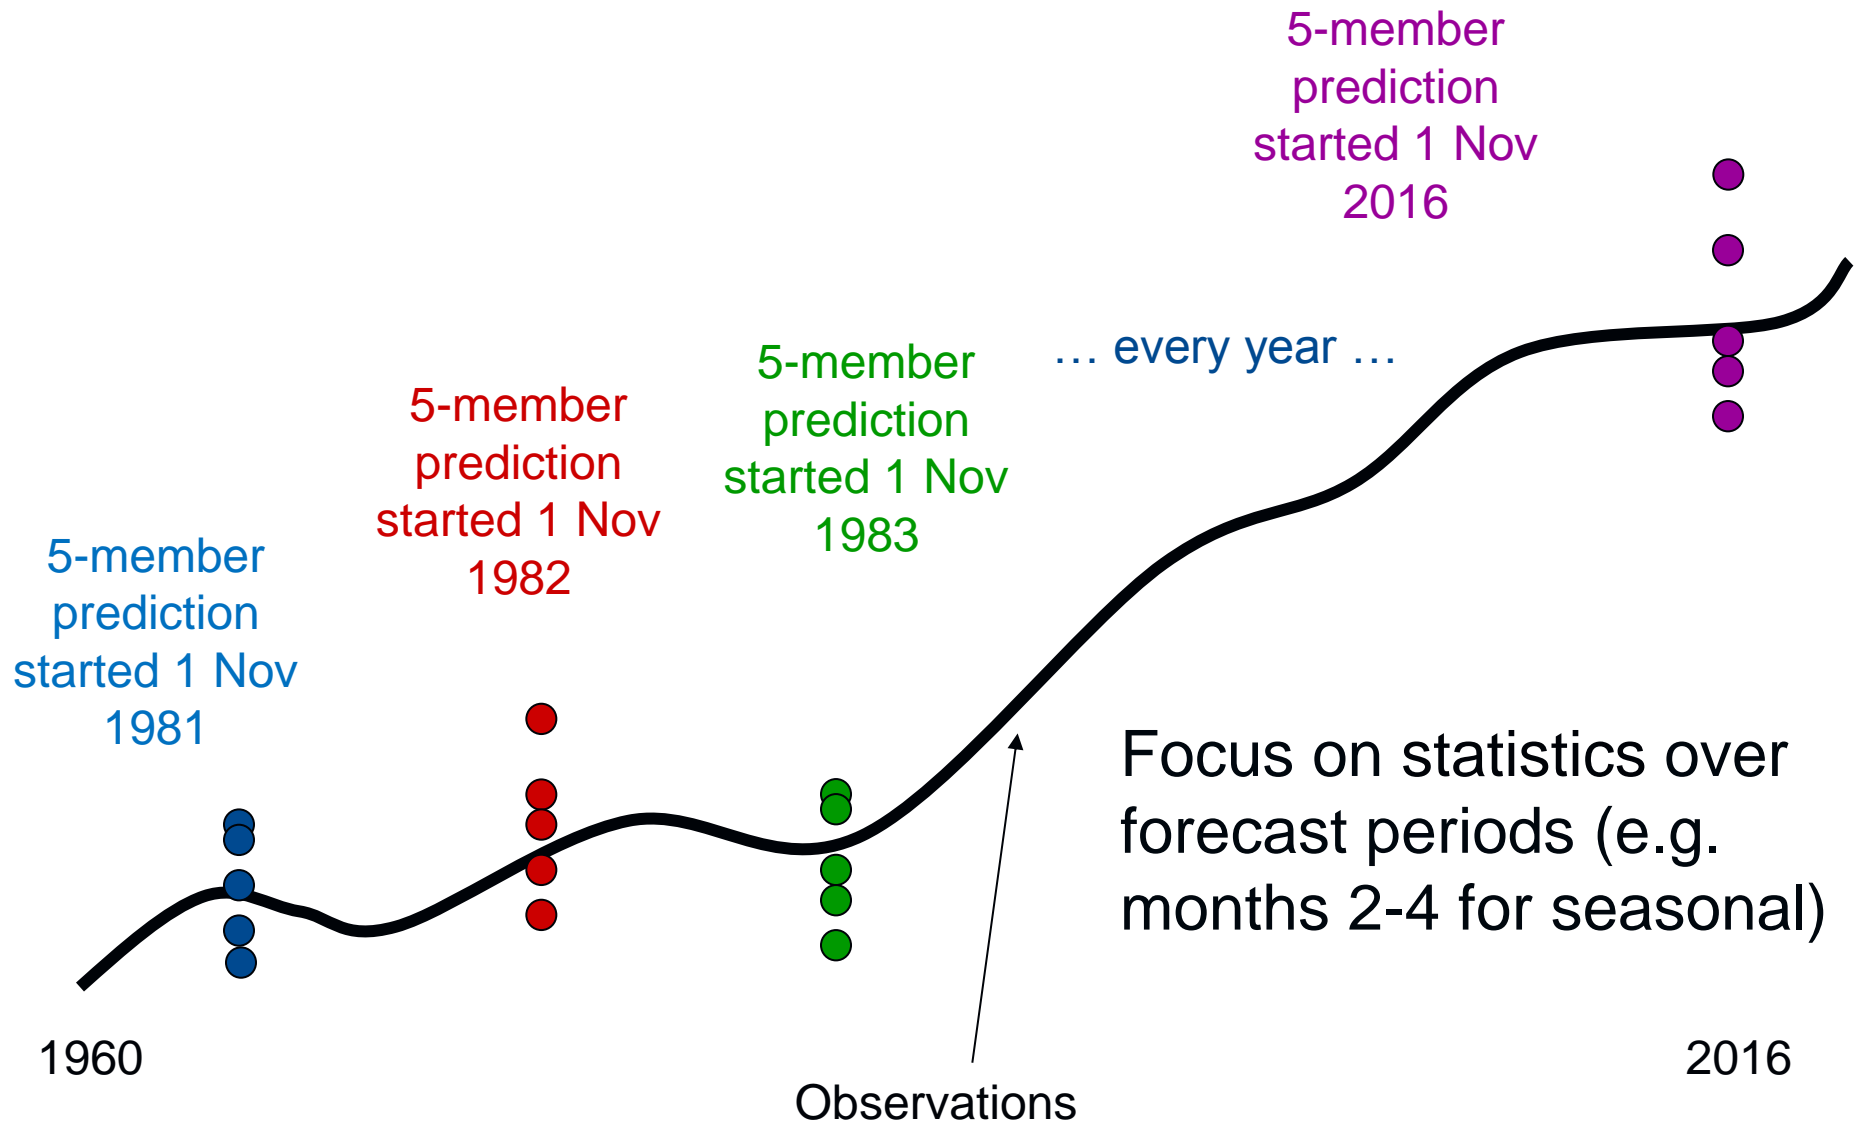 5-member
prediction
started 1 Nov
2016
5-member
prediction
started 1 Nov
1983
… every year …
5-member
prediction
started 1 Nov
1982
5-member
prediction
started 1 Nov
1981
Focus on statistics over
forecast periods (e.g.
months 2-4 for seasonal)
1960
2016
Observations